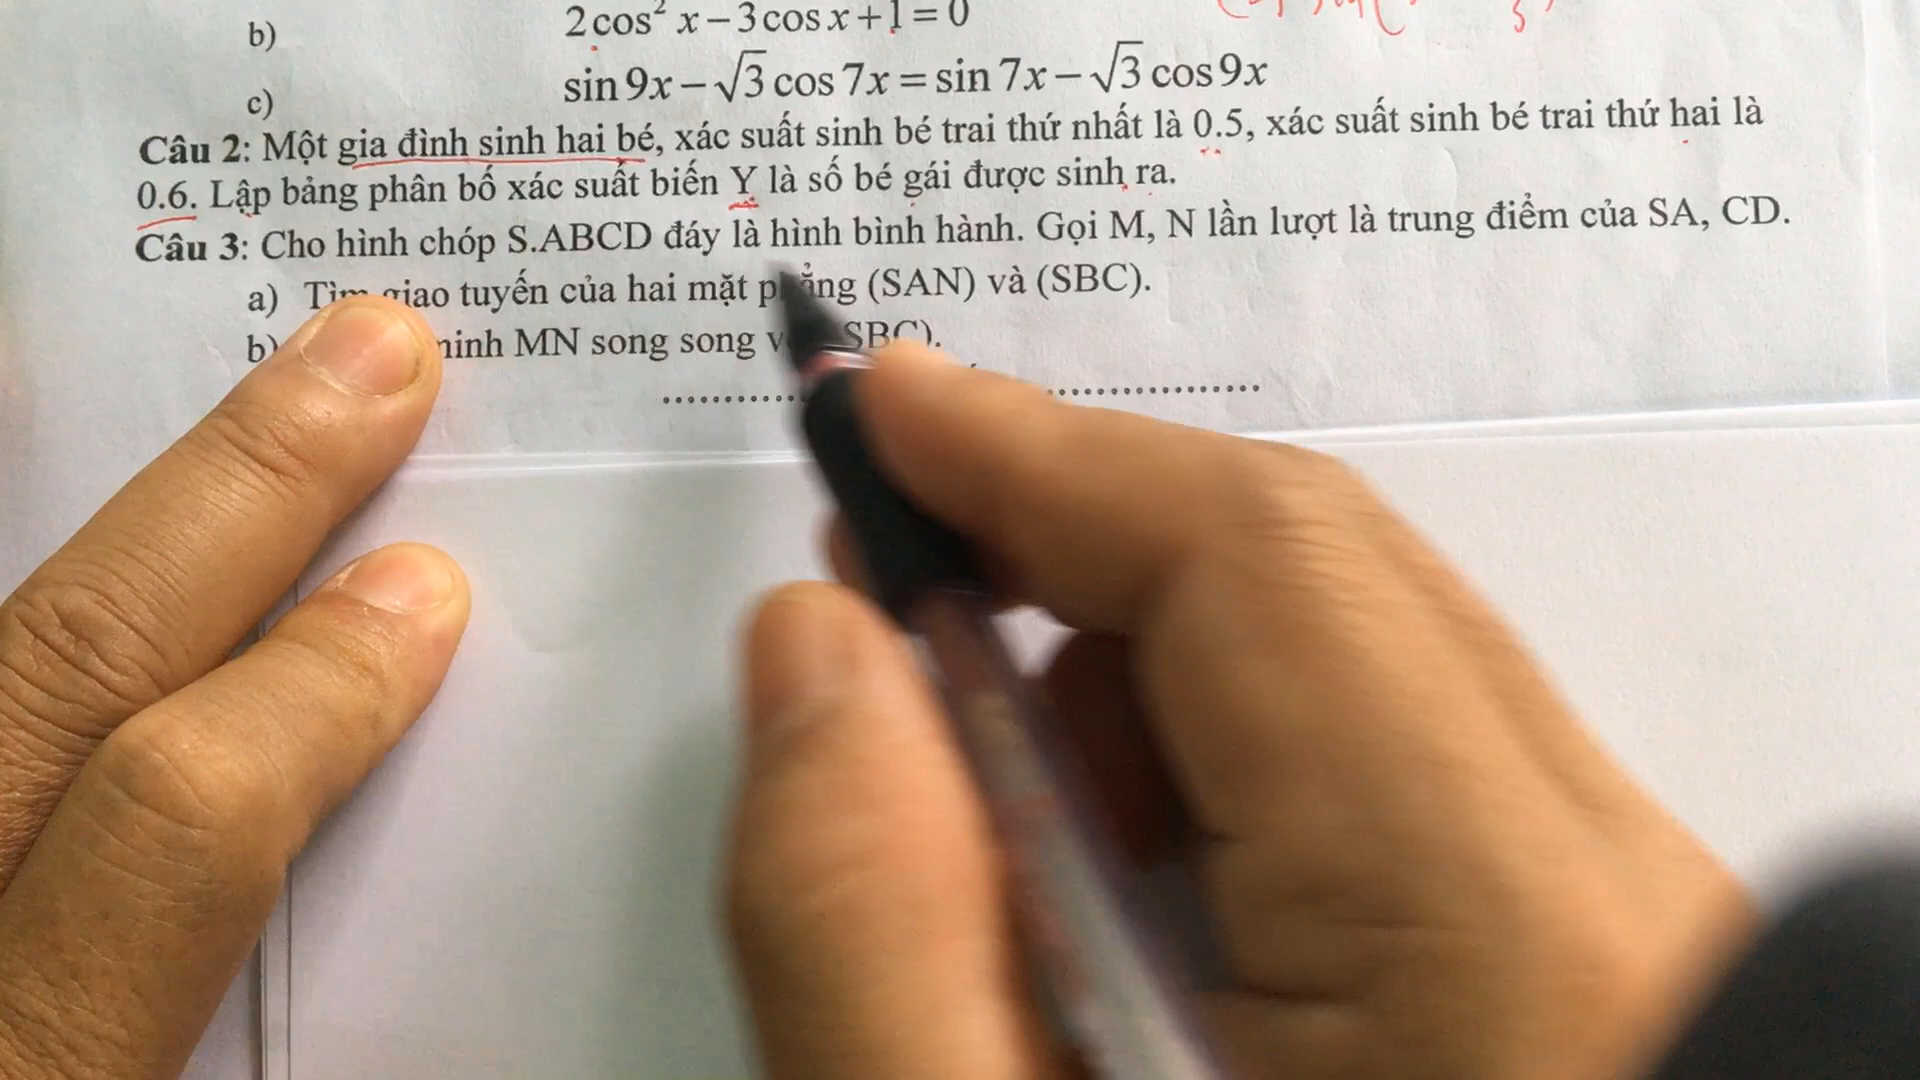 b) 2cos² x − 3cos x + 1 = 0
c) sin 9x − √3 cos 7x = sin 7x − √3 cos 9x
Câu 2: Một gia đình sinh hai bé, xác suất sinh bé trai thứ nhất là 0.5, xác suất sinh bé trai thứ hai là
0.6. Lập bảng phân bố xác suất biến Y là số bé gái được sinh ra.
Câu 3: Cho hình chóp S.ABCD đáy là hình bình hành. Gọi M, N lần lượt là trung điểm của SA, CD.
a) Tìm giao tuyến của hai mặt phẳng (SAN) và (SBC).
b) minh MN song song SBC).